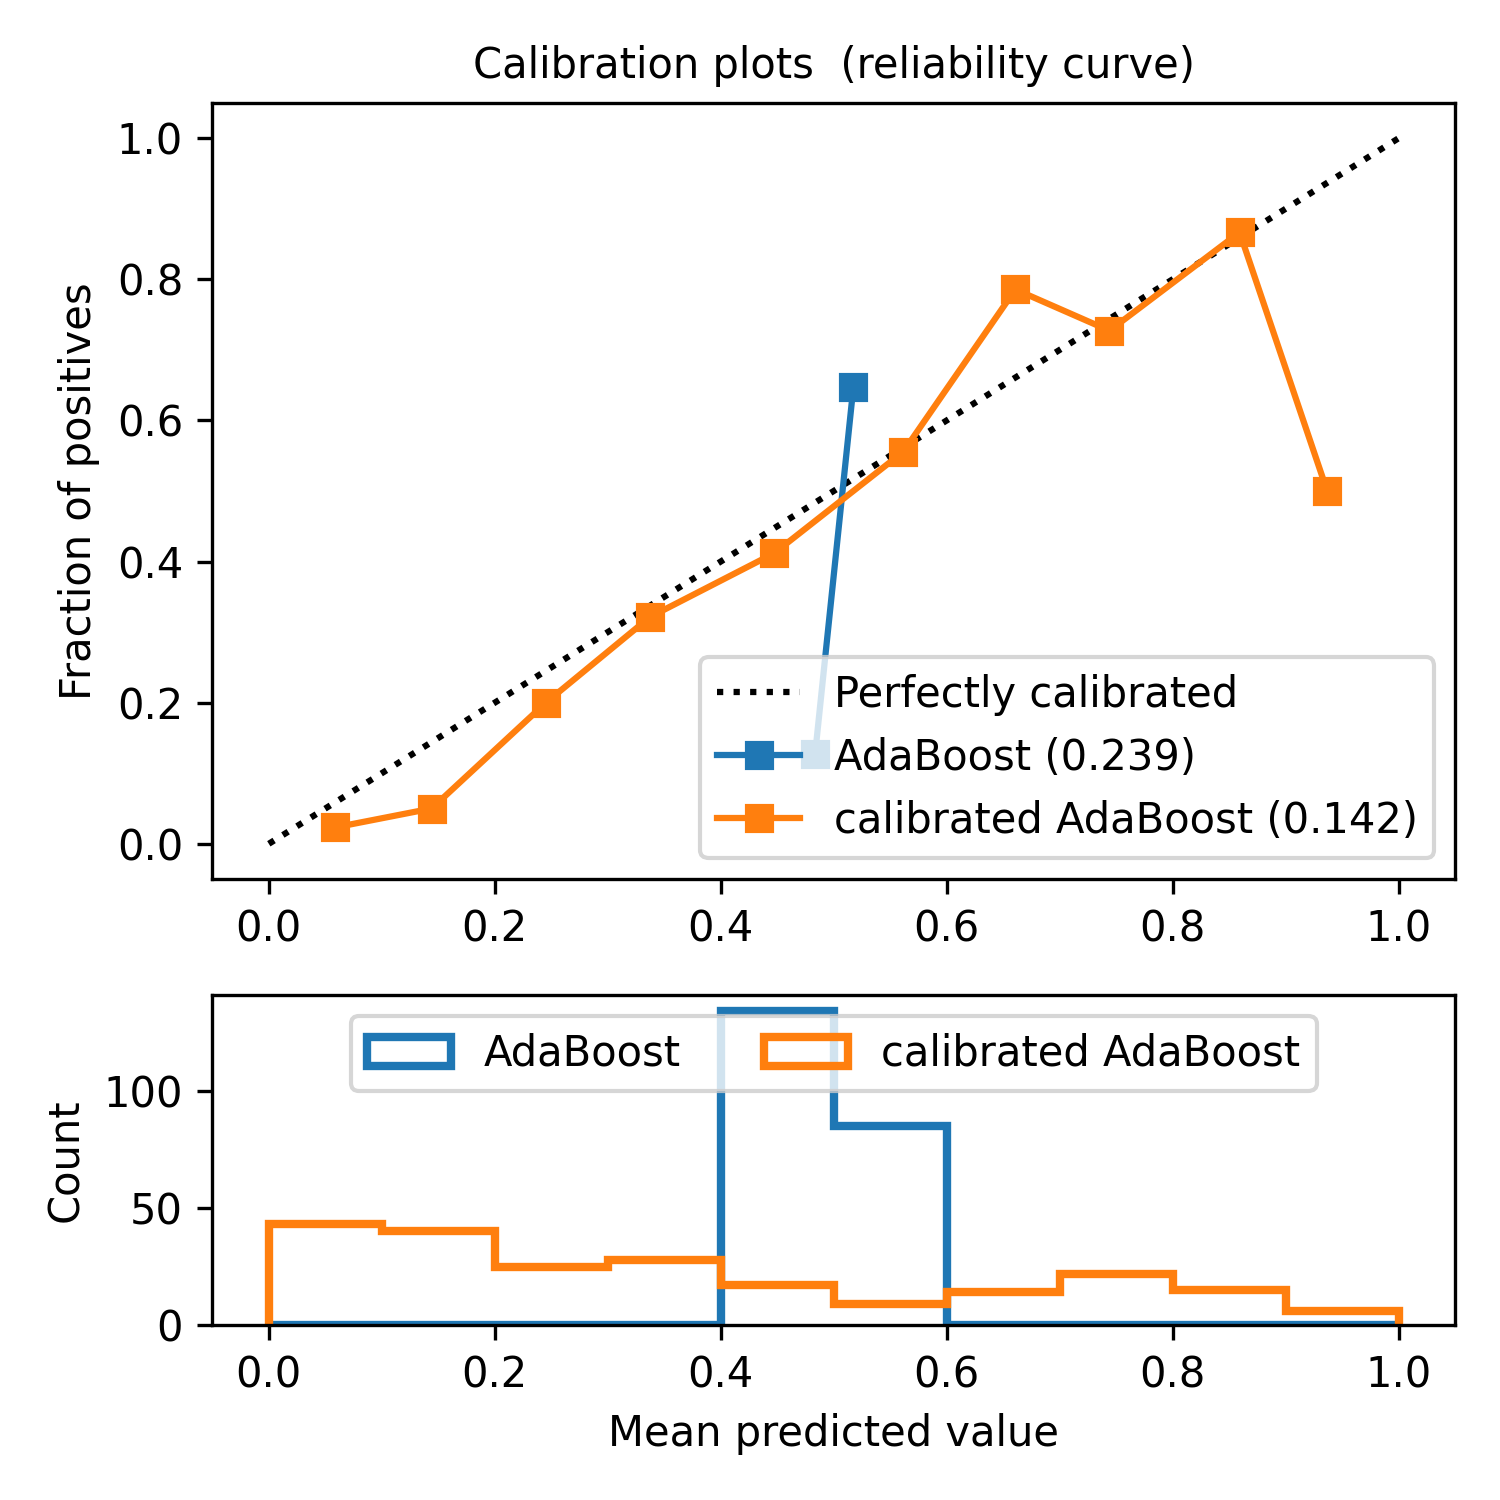 Calibration plots  (reliability curve)
1.0
0.8
0.6
0.4
0.2
0.0
Fraction of positives
Perfectly calibrated
AdaBoost (0.239)
calibrated AdaBoost (0.142)
0.0 0.2 0.4 0.6 0.8 1.0
AdaBoost calibrated AdaBoost
100
50
0
Count
0.0 0.2 0.4 0.6 0.8 1.0
Mean predicted value